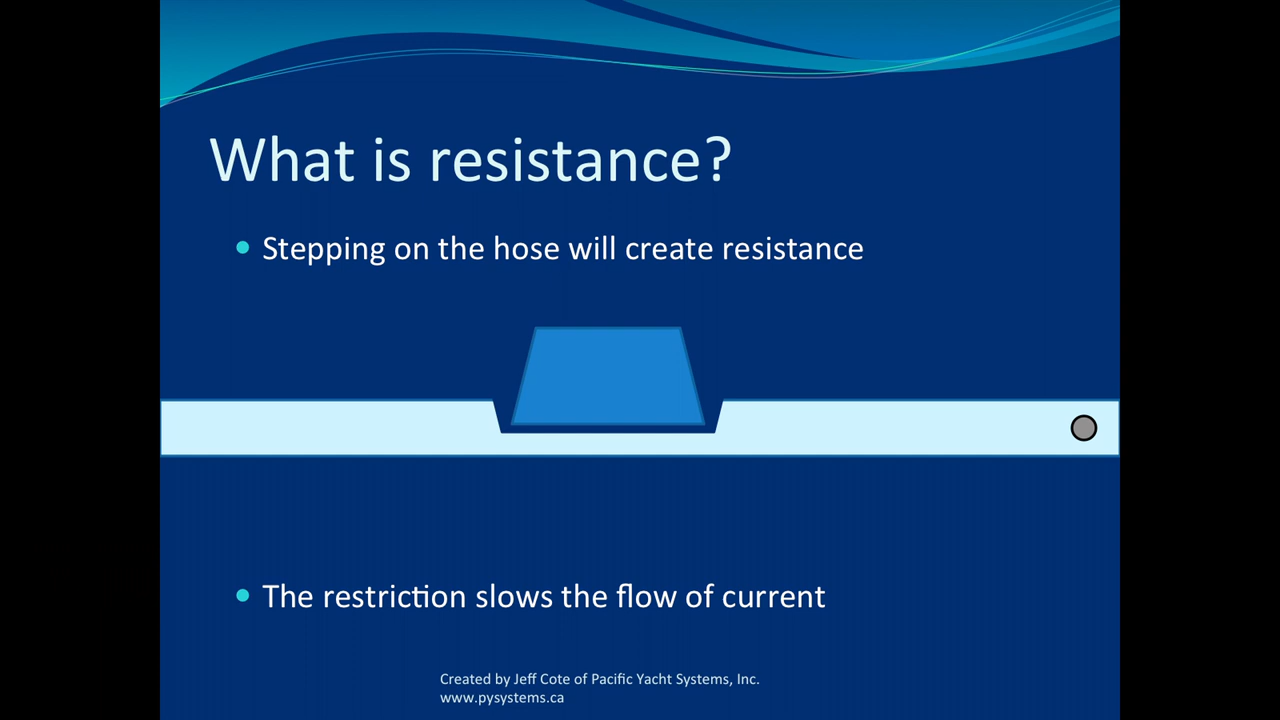 What is resistance?
Stepping on the hose will create resistance
The restriction slows the flow of current
Created by Jeff Cote of Pacific Yacht Systems, Inc.
www.pysystems.ca